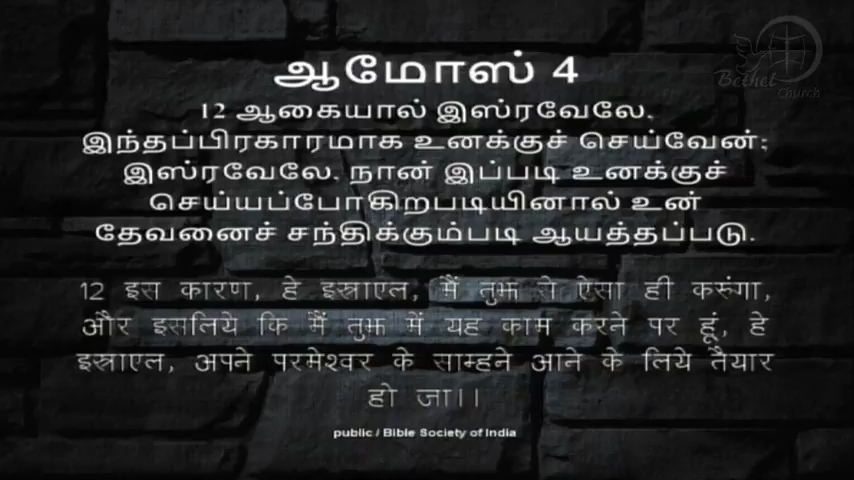 ஆமோஸ் 4
12 ஆகையால் இஸ்ரவேலே,
இந்தப்பிரகாரமாக உனக்குச் செய்வேன்;
இஸ்ரவேலே, நான் இப்படி உனக்குச்
செய்யப்போகிறபடியினால் உன்
தேவனைச் சந்திக்கும்படி ஆயத்தப்படு.
12 इस कारण, हे इस्राएल, मैं तुझ से ऐसा ही करूंगा,
और इसलिये कि मैं तुझ में यह काम करने पर हूं, हे
इस्राएल, अपने परमेश्वर के साम्हने आने के लिये तैयार
हो जा।।
public / Bible Society of India
Bethel
Church